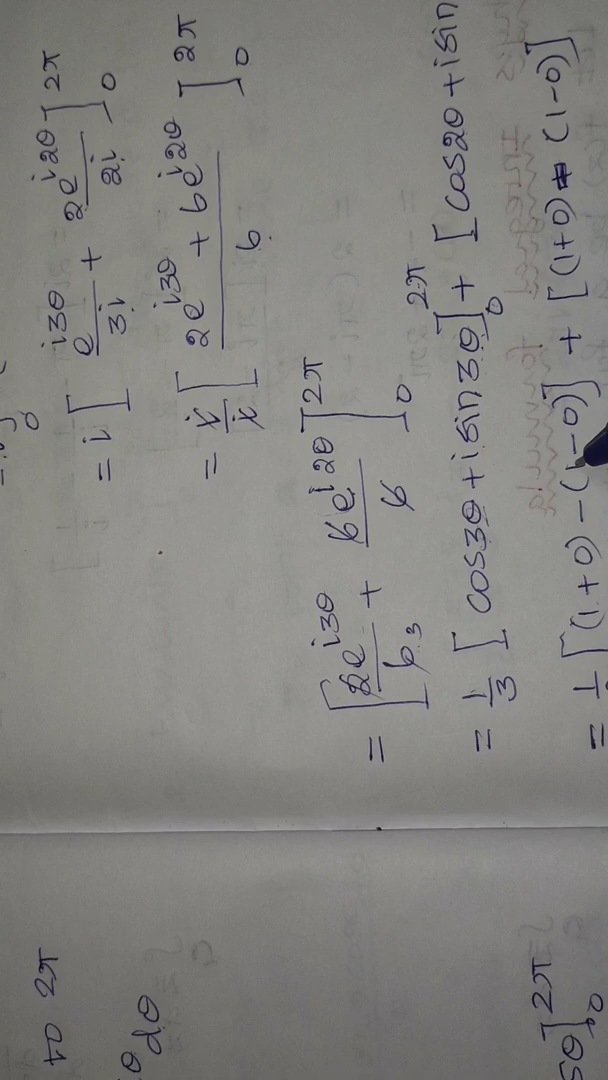 = i [ e^{i3θ}/3i + 2e^{i2θ}/2i ]_0^{2π}
= i/i [ (2e^{i3θ} + 6e^{i2θ})/6 ]_0^{2π}
= [ 2e^{i3θ}/6 3 + 6e^{i2θ}/6 ]_0^{2π}
= 1/3 [ cos3θ + i sin3θ ]_0^{2π} + [ cos2θ + i sin
= 1/ [ (1+0) - (1-0) ] + [ (1+0) - (1-0) ]
to 2π
dθ
θ ]_0^{2π}